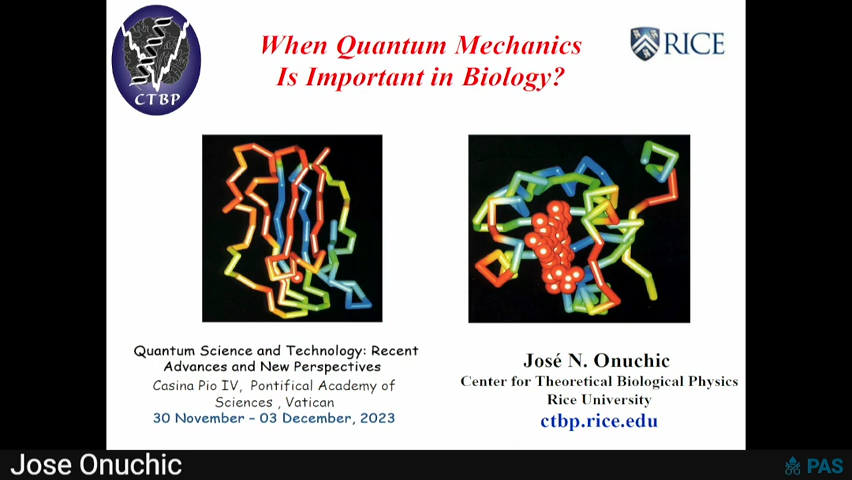 CTBP
When Quantum Mechanics
Is Important in Biology?
RICE
Quantum Science and Technology: Recent
Advances and New Perspectives
Casina Pio IV, Pontifical Academy of
Sciences , Vatican
30 November – 03 December, 2023
José N. Onuchic
Center for Theoretical Biological Physics
Rice University
ctbp.rice.edu
Jose Onuchic
PAS